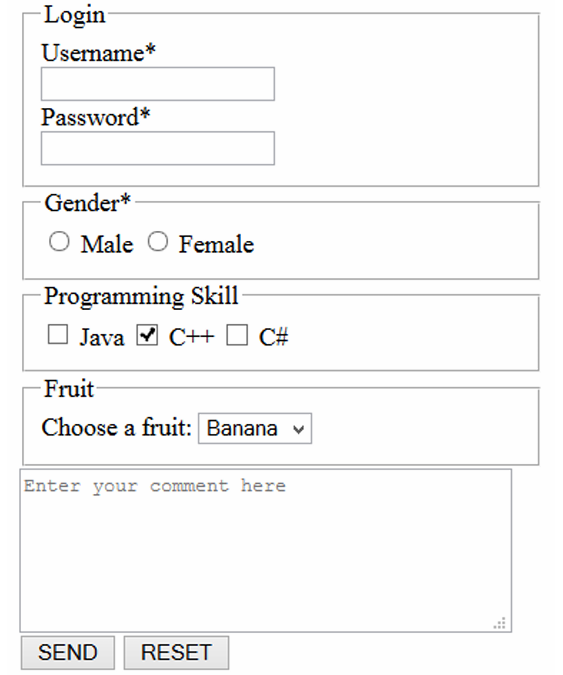 Login
Username*
Password*
Gender*
Male Female
Programming Skill
Java C++ C#
Fruit
Choose a fruit: Banana
Enter your comment here
SEND RESET